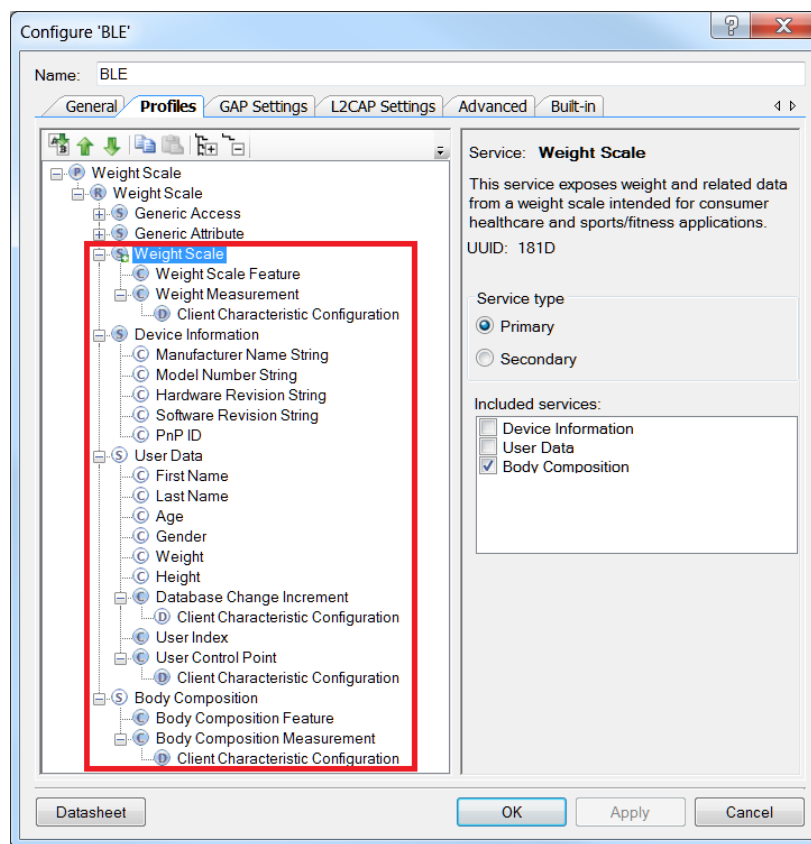 Configure 'BLE'
Name: BLE
General Profiles GAP Settings L2CAP Settings Advanced Built-in
P Weight Scale
R Weight Scale
S Generic Access
S Generic Attribute
S Weight Scale
C Weight Scale Feature
C Weight Measurement
D Client Characteristic Configuration
S Device Information
C Manufacturer Name String
C Model Number String
C Hardware Revision String
C Software Revision String
C PnP ID
S User Data
C First Name
C Last Name
C Age
C Gender
C Weight
C Height
C Database Change Increment
D Client Characteristic Configuration
C User Index
C User Control Point
D Client Characteristic Configuration
S Body Composition
C Body Composition Feature
C Body Composition Measurement
D Client Characteristic Configuration
Service: Weight Scale
This service exposes weight and related data
from a weight scale intended for consumer
healthcare and sports/fitness applications.
UUID: 181D
Service type
Primary
Secondary
Included services:
Device Information
User Data
Body Composition
Datasheet OK Apply Cancel